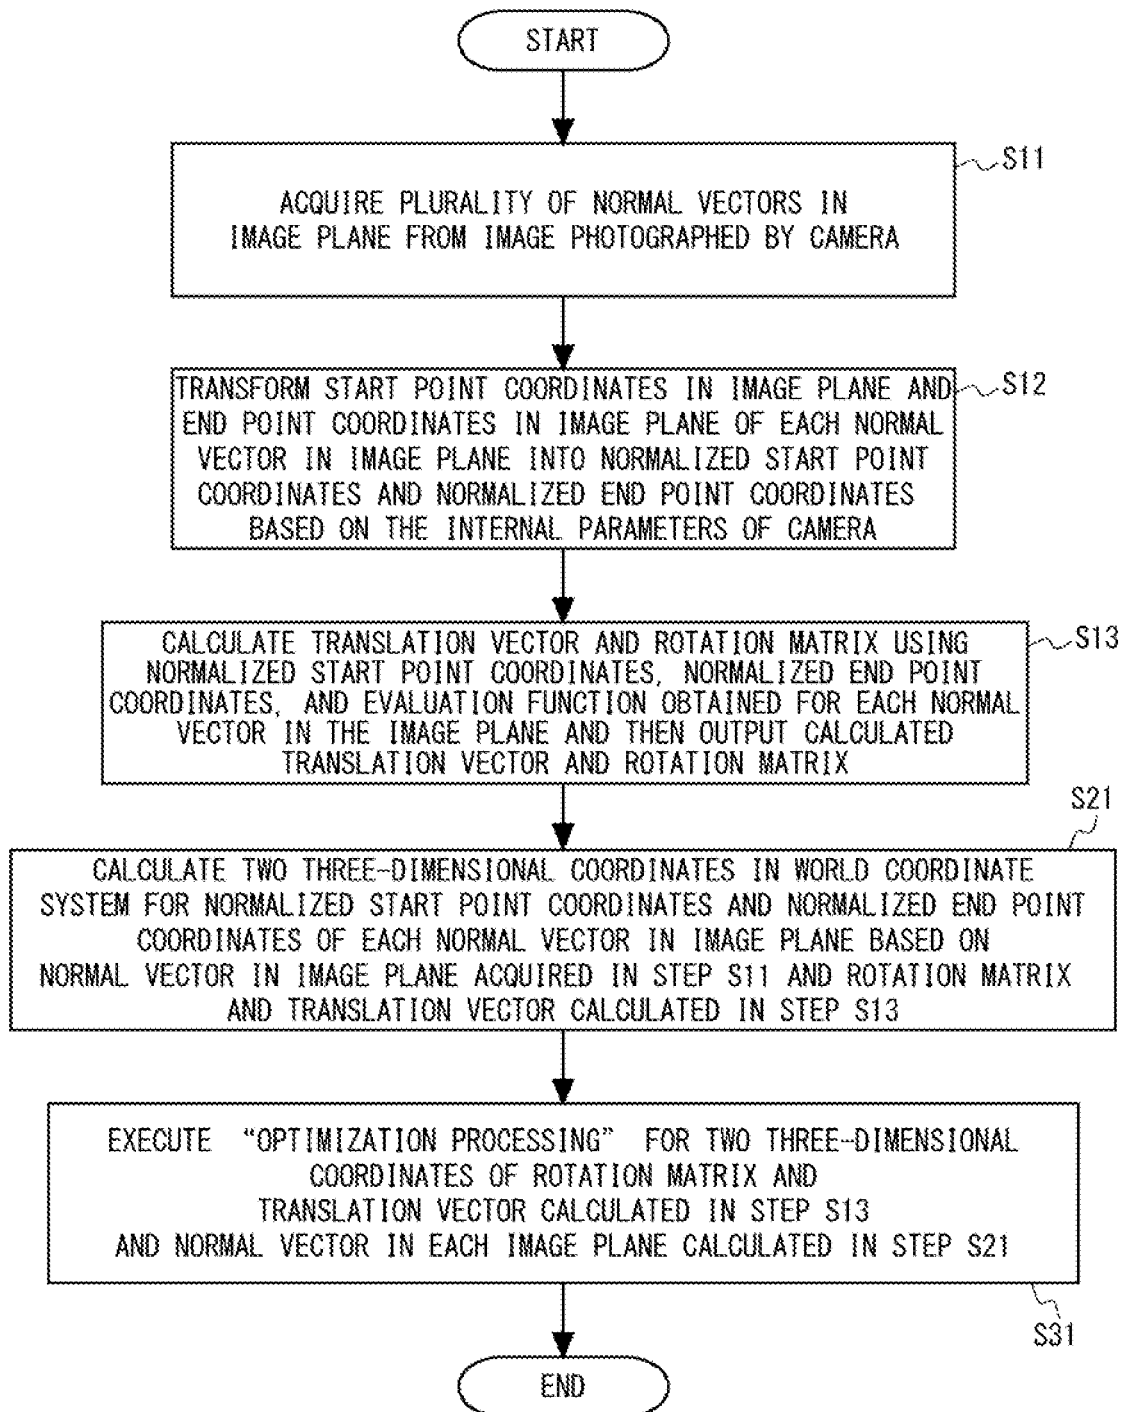 START
S11
ACQUIRE PLURALITY OF NORMAL VECTORS IN
IMAGE PLANE FROM IMAGE PHOTOGRAPHED BY CAMERA
S12
TRANSFORM START POINT COORDINATES IN IMAGE PLANE AND
END POINT COORDINATES IN IMAGE PLANE OF EACH NORMAL
VECTOR IN IMAGE PLANE INTO NORMALIZED START POINT
COORDINATES AND NORMALIZED END POINT COORDINATES
BASED ON THE INTERNAL PARAMETERS OF CAMERA
S13
CALCULATE TRANSLATION VECTOR AND ROTATION MATRIX USING
NORMALIZED START POINT COORDINATES, NORMALIZED END POINT
COORDINATES, AND EVALUATION FUNCTION OBTAINED FOR EACH NORMAL
VECTOR IN THE IMAGE PLANE AND THEN OUTPUT CALCULATED
TRANSLATION VECTOR AND ROTATION MATRIX
S21
CALCULATE TWO THREE-DIMENSIONAL COORDINATES IN WORLD COORDINATE
SYSTEM FOR NORMALIZED START POINT COORDINATES AND NORMALIZED END POINT
COORDINATES OF EACH NORMAL VECTOR IN IMAGE PLANE BASED ON
NORMAL VECTOR IN IMAGE PLANE ACQUIRED IN STEP S11 AND ROTATION MATRIX
AND TRANSLATION VECTOR CALCULATED IN STEP S13
EXECUTE “OPTIMIZATION PROCESSING” FOR TWO THREE-DIMENSIONAL
COORDINATES OF ROTATION MATRIX AND
TRANSLATION VECTOR CALCULATED IN STEP S13
AND NORMAL VECTOR IN EACH IMAGE PLANE CALCULATED IN STEP S21
S31
END